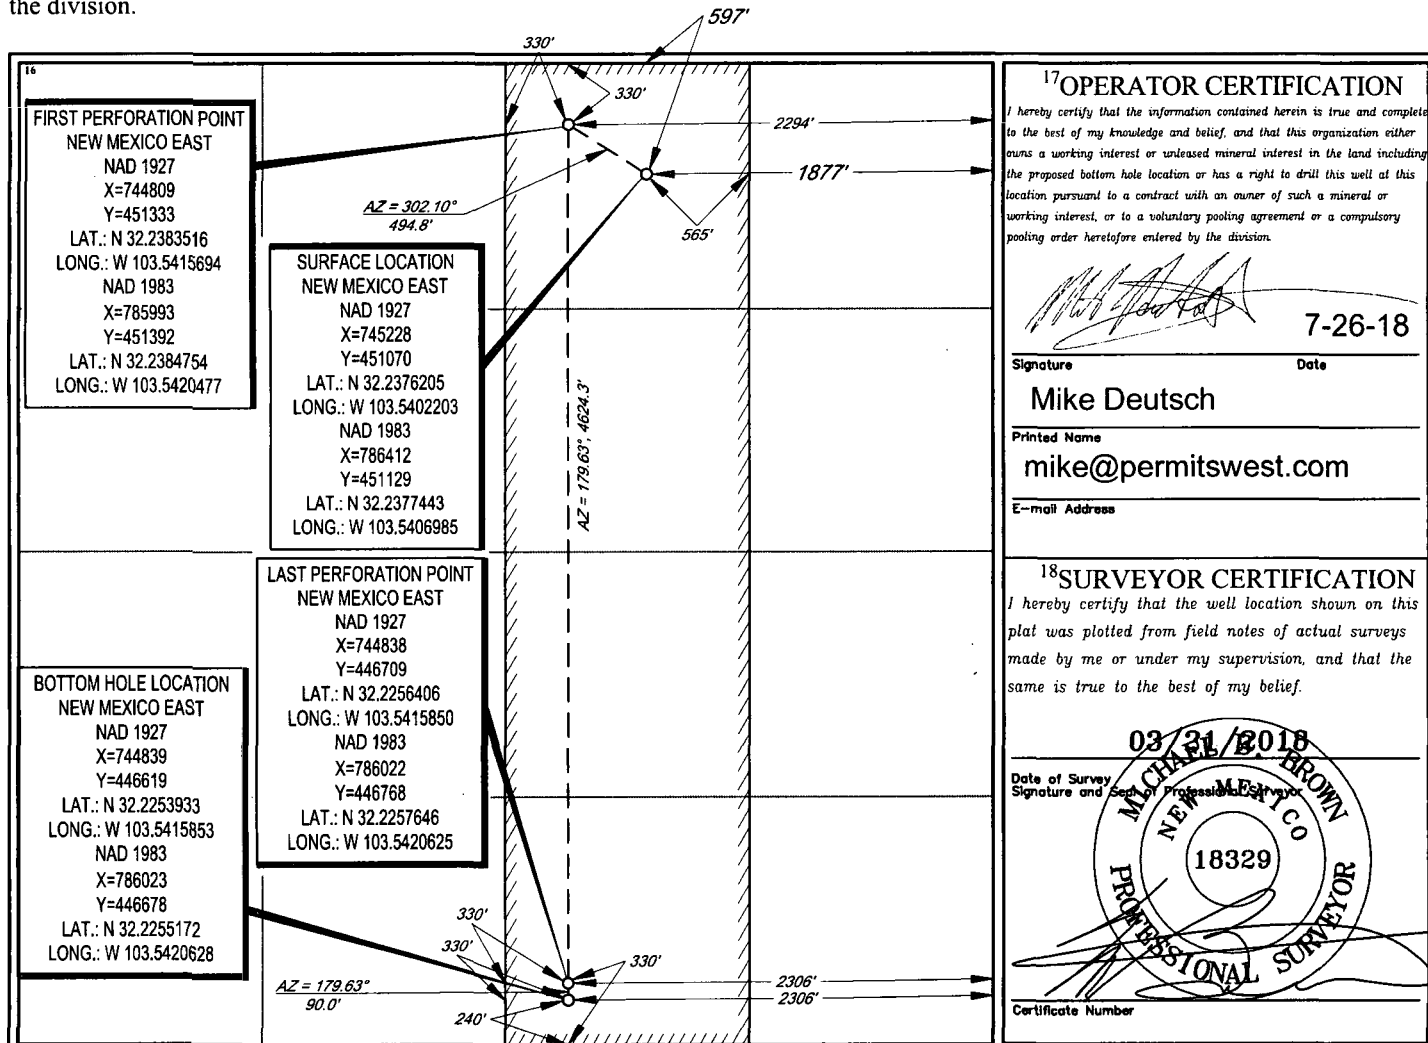 the division.
597'
330'
16
330'
2294'
1877'
565'
AZ = 302.10°
494.8'
FIRST PERFORATION POINT
NEW MEXICO EAST
NAD 1927
X=744809
Y=451333
LAT.: N 32.2383516
LONG.: W 103.5415694
NAD 1983
X=785993
Y=451392
LAT.: N 32.2384754
LONG.: W 103.5420477
SURFACE LOCATION
NEW MEXICO EAST
NAD 1927
X=745228
Y=451070
LAT.: N 32.2376205
LONG.: W 103.5402203
NAD 1983
X=786412
Y=451129
LAT.: N 32.2377443
LONG.: W 103.5406985
AZ = 179.63°, 4624.3'
LAST PERFORATION POINT
NEW MEXICO EAST
NAD 1927
X=744838
Y=446709
LAT.: N 32.2256406
LONG.: W 103.5415850
NAD 1983
X=786022
Y=446768
LAT.: N 32.2257646
LONG.: W 103.5420625
BOTTOM HOLE LOCATION
NEW MEXICO EAST
NAD 1927
X=744839
Y=446619
LAT.: N 32.2253933
LONG.: W 103.5415853
NAD 1983
X=786023
Y=446678
LAT.: N 32.2255172
LONG.: W 103.5420628
330'
330'
330'
AZ = 179.63°
90.0'
240'
2306'
2306'
17 OPERATOR CERTIFICATION
I hereby certify that the information contained herein is true and complete
to the best of my knowledge and belief, and that this organization either
owns a working interest or unleased mineral interest in the land including
the proposed bottom hole location or has a right to drill this well at this
location pursuant to a contract with an owner of such a mineral or
working interest, or to a voluntary pooling agreement or a compulsory
pooling order heretofore entered by the division.
7-26-18
Signature Date
Mike Deutsch
Printed Name
mike@permitswest.com
E-mail Address
18 SURVEYOR CERTIFICATION
I hereby certify that the well location shown on this
plat was plotted from field notes of actual surveys
made by me or under my supervision, and that the
same is true to the best of my belief.
03/21/2018
Date of Survey
Signature and Seal of Professional Surveyor
MICHAEL B. BROWN
NEW MEXICO
18329
PROFESSIONAL SURVEYOR
Certificate Number